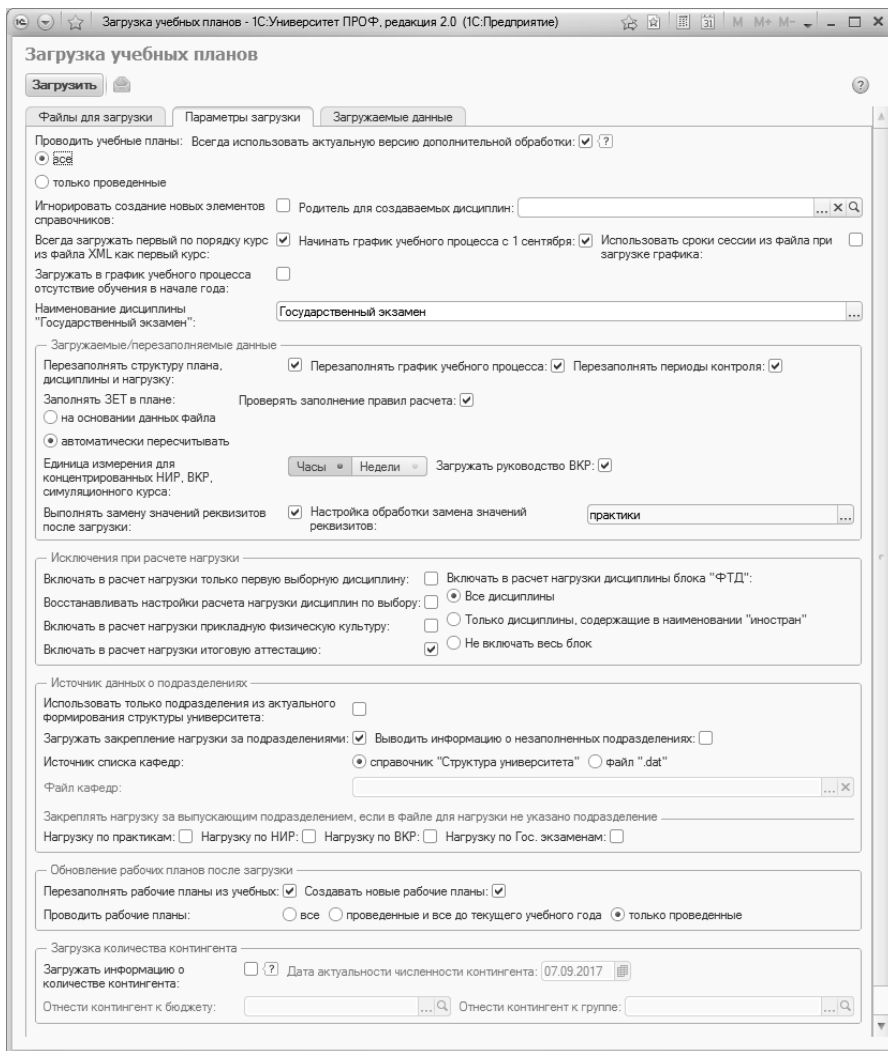 Загрузка учебных планов - 1С:Университет ПРОФ, редакция 2.0 (1С:Предприятие)
M M+ M-
Загрузка учебных планов
Загрузить
Файлы для загрузки Параметры загрузки Загружаемые данные
Проводить учебные планы: Всегда использовать актуальную версию дополнительной обработки: ?
все
только проведенные
Игнорировать создание новых элементов справочников: Родитель для создаваемых дисциплин: ...
Всегда загружать первый по порядку курс из файла XML как первый курс: Начинать график учебного процесса с 1 сентября: Использовать сроки сессии из файла при загрузке графика:
Загружать в график учебного процесса отсутствие обучения в начале года:
Наименование дисциплины "Государственный экзамен": Государственный экзамен ...
Загружаемые/перезаполняемые данные
Перезаполнять структуру плана, дисциплины и нагрузку: Перезаполнять график учебного процесса: Перезаполнять периоды контроля:
Заполнять ЗЕТ в плане: Проверять заполнение правил расчета:
на основании данных файла
автоматически пересчитывать
Единица измерения для концентрированных НИР, ВКР, симуляционного курса: Часы Недели Загружать руководство ВКР:
Выполнять замену значений реквизитов после загрузки: Настройка обработки замена значений реквизитов: практики ...
Исключения при расчете нагрузки
Включать в расчет нагрузки только первую выборную дисциплину: Включать в расчет нагрузки дисциплины блока "ФТД":
Восстанавливать настройки расчета нагрузки дисциплин по выбору: Все дисциплины
Включать в расчет нагрузки прикладную физическую культуру: Только дисциплины, содержащие в наименовании "иностран"
Включать в расчет нагрузки итоговую аттестацию: Не включать весь блок
Источник данных о подразделениях
Использовать только подразделения из актуального формирования структуры университета:
Загружать закрепление нагрузки за подразделениями: Выводить информацию о незаполненных подразделениях:
Источник списка кафедр: справочник "Структура университета" файл ".dat"
Файл кафедр: ...
Закреплять нагрузку за выпускающим подразделением, если в файле для нагрузки не указано подразделение
Нагрузку по практикам: Нагрузку по НИР: Нагрузку по ВКР: Нагрузку по Гос. экзаменам:
Обновление рабочих планов после загрузки
Перезаполнять рабочие планы из учебных: Создавать новые рабочие планы:
Проводить рабочие планы: все проведенные и все до текущего учебного года только проведенные
Загрузка количества контингента
Загружать информацию о количестве контингента: ? Дата актуальности численности контингента: 07.09.2017
Отнести контингент к бюджету: ... Отнести контингент к группе: ...